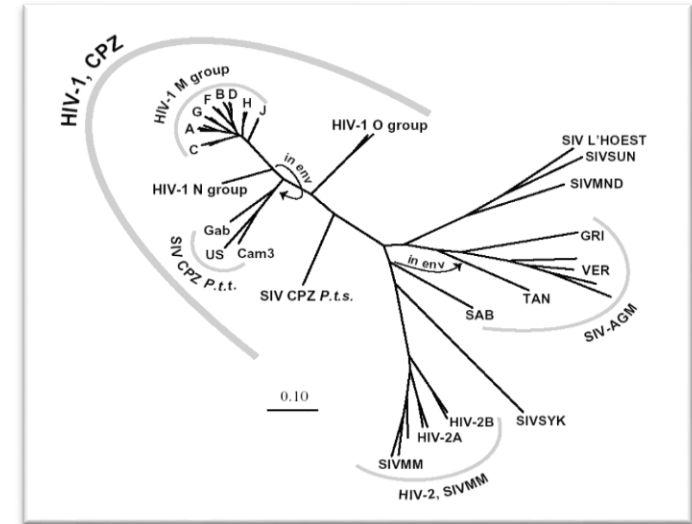 HIV-1, CPZ
HIV-1 M group
F B D
H
J
G
A
C
HIV-1 O group
in env
HIV-1 N group
Gab
US
Cam3
SIV CPZ P.t.t.
SIV CPZ P.t.s.
SIV L'HOEST
SIVSUN
SIVMND
GRI
VER
TAN
in env
SAB
SIV-AGM
0.10
HIV-2B
SIVSYK
HIV-2A
SIVMM
HIV-2, SIVMM